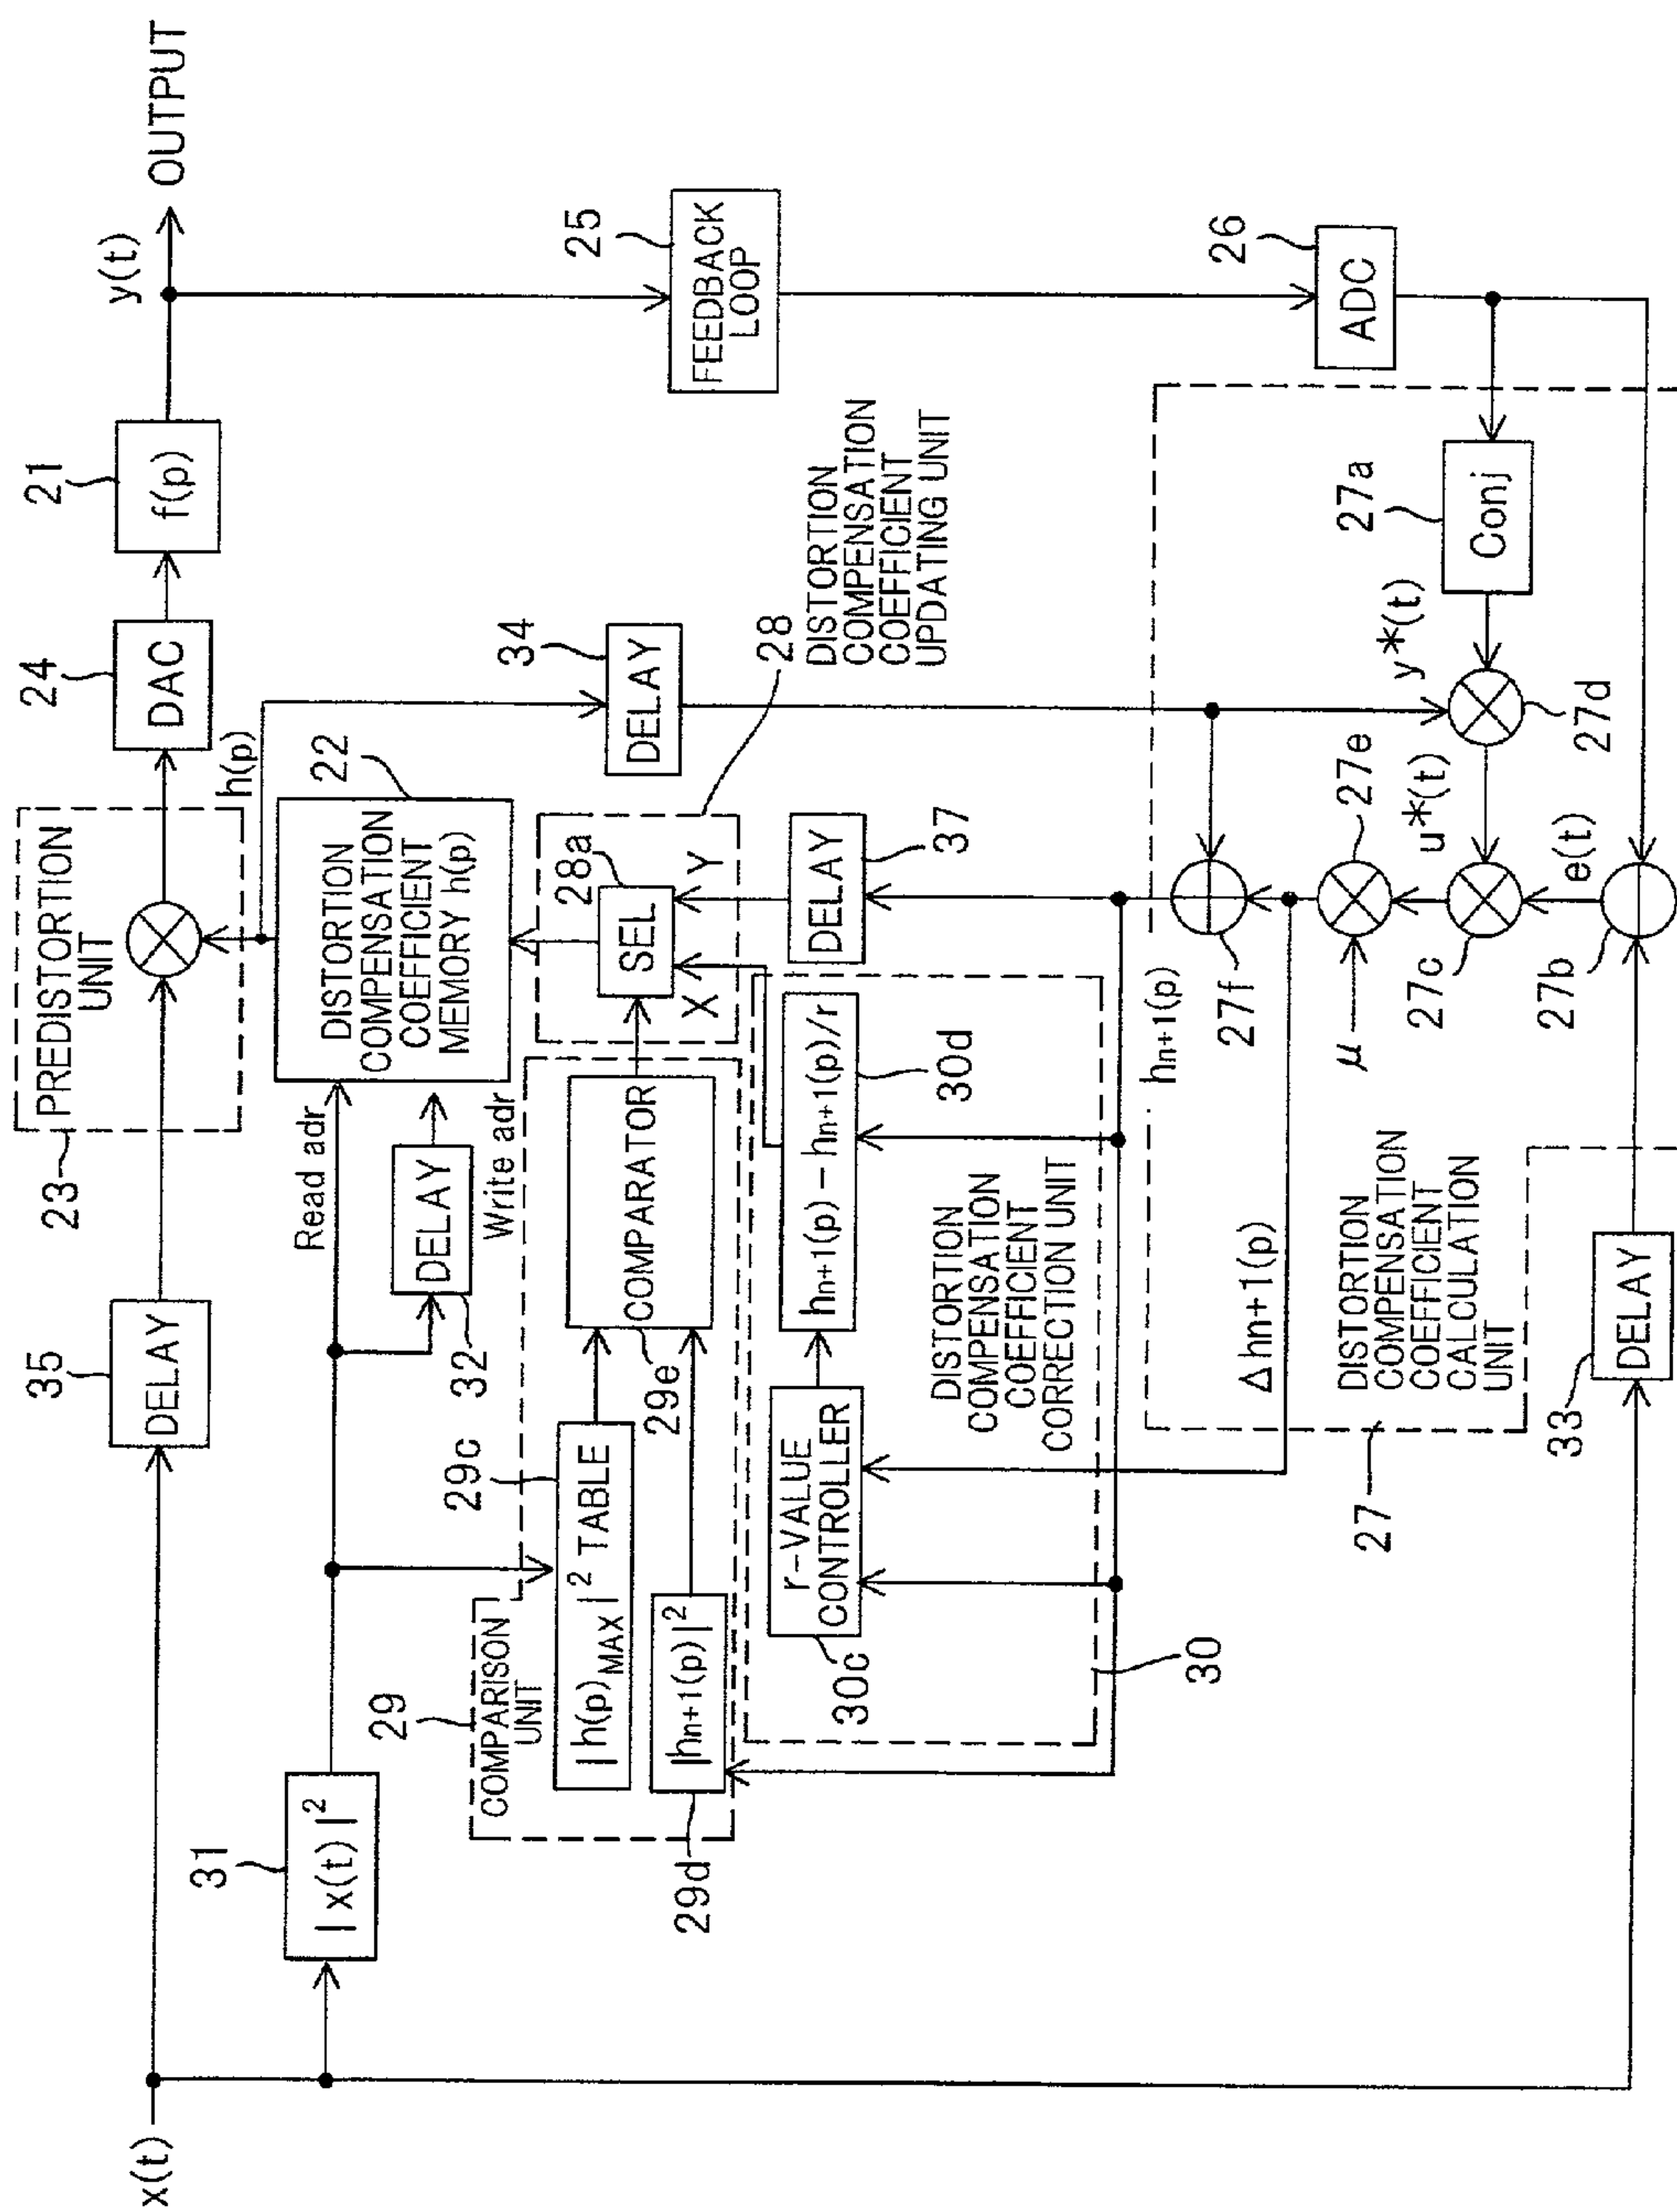 x(t)
35
DELAY
23
PREDISTORTION
UNIT
24
DAC
21
f(p)
y(t)
OUTPUT
31
|x(t)|²
Read adr
DELAY
32
Write adr
22
DISTORTION
COMPENSATION
COEFFICIENT
MEMORY h(p)
h(p)
34
DELAY
25
FEEDBACK
LOOP
29
COMPARISON
UNIT
29c
|h(p)MAX|² TABLE
29d
|hn+1(p)|²
COMPARATOR
29e
28a
SEL
X
Y
28
DISTORTION
COMPENSATION
COEFFICIENT
UPDATING UNIT
DELAY
37
r-VALUE
CONTROLLER
30c
hn+1(p)−hn+1(p)/r
30d
DISTORTION
COMPENSATION
COEFFICIENT
CORRECTION UNIT
30
26
ADC
hn+1(p)
27f
Δhn+1(p)
27
DISTORTION
COMPENSATION
COEFFICIENT
CALCULATION
UNIT
μ
27e
27c
u*(t)
27d
y*(t)
27a
Conj
e(t)
27b
33
DELAY